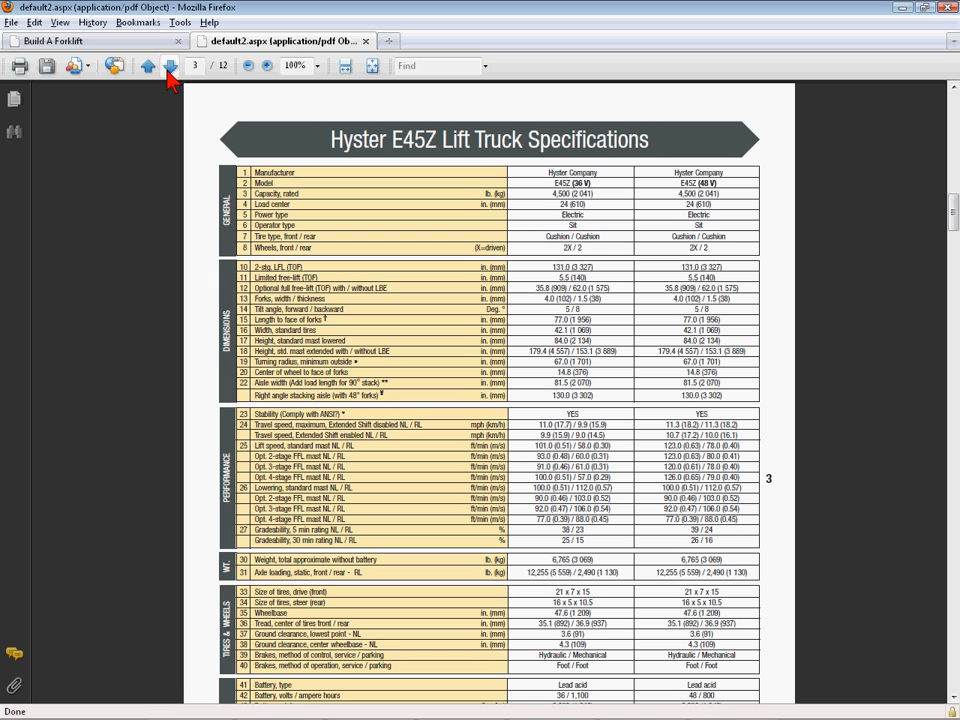 default2.aspx (application/pdf Object) - Mozilla Firefox
File Edit View History Bookmarks Tools Help
Build A Forklift × default2.aspx (application/pdf Ob... ×
3 / 12 100% Find
Hyster E45Z Lift Truck Specifications
GENERAL
1 Manufacturer Hyster Company Hyster Company
2 Model E45Z (36 V) E45Z (48 V)
3 Capacity, rated lb. (kg) 4,500 (2 041) 4,500 (2 041)
4 Load center in. (mm) 24 (610) 24 (610)
5 Power type Electric Electric
6 Operator type Sit Sit
7 Tire type, front / rear Cushion / Cushion Cushion / Cushion
8 Wheels, front / rear (X=driven) 2X / 2 2X / 2
DIMENSIONS
10 2-stg. LFL (TOF) in. (mm) 131.0 (3 327) 131.0 (3 327)
11 Limited free-lift (TOF) in. (mm) 5.5 (140) 5.5 (140)
12 Optional full free-lift (TOF) with / without LBE in. (mm) 35.8 (909) / 62.0 (1 575) 35.8 (909) / 62.0 (1 575)
13 Forks, width / thickness in. (mm) 4.0 (102) / 1.5 (38) 4.0 (102) / 1.5 (38)
14 Tilt angle, forward / backward Deg. ° 5 / 8 5 / 8
15 Length to face of forks † in. (mm) 77.0 (1 956) 77.0 (1 956)
16 Width, standard tires in. (mm) 42.1 (1 069) 42.1 (1 069)
17 Height, standard mast lowered in. (mm) 84.0 (2 134) 84.0 (2 134)
18 Height, std. mast extended with / without LBE in. (mm) 179.4 (4 557) / 153.1 (3 889) 179.4 (4 557) / 153.1 (3 889)
19 Turning radius, minimum outside • in. (mm) 67.0 (1 701) 67.0 (1 701)
20 Center of wheel to face of forks in. (mm) 14.8 (376) 14.8 (376)
22 Aisle width (Add load length for 90° stack) ** in. (mm) 81.5 (2 070) 81.5 (2 070)
Right angle stacking aisle (with 48" forks) ¥ in. (mm) 130.0 (3 302) 130.0 (3 302)
PERFORMANCE
23 Stability (Comply with ANSI?) * YES YES
24 Travel speed, maximum, Extended Shift disabled NL / RL mph (km/h) 11.0 (17.7) / 9.9 (15.9) 11.3 (18.2) / 11.3 (18.2)
Travel speed, Extended Shift enabled NL / RL mph (km/h) 9.9 (15.9) / 9.0 (14.5) 10.7 (17.2) / 10.0 (16.1)
25 Lift speed, standard mast NL / RL ft/min (m/s) 101.0 (0.51) / 58.0 (0.30) 123.0 (0.63) / 78.0 (0.40)
Opt. 2-stage FFL mast NL / RL ft/min (m/s) 93.0 (0.48) / 60.0 (0.31) 123.0 (0.63) / 80.0 (0.41)
Opt. 3-stage FFL mast NL / RL ft/min (m/s) 91.0 (0.46) / 61.0 (0.31) 120.0 (0.61) / 78.0 (0.40)
Opt. 4-stage FFL mast NL / RL ft/min (m/s) 100.0 (0.51) / 57.0 (0.29) 126.0 (0.65) / 79.0 (0.40)
26 Lowering, standard mast NL / RL ft/min (m/s) 100.0 (0.51) / 112.0 (0.57) 100.0 (0.51) / 112.0 (0.57)
Opt. 2-stage FFL mast NL / RL ft/min (m/s) 90.0 (0.46) / 103.0 (0.52) 90.0 (0.46) / 103.0 (0.52)
Opt. 3-stage FFL mast NL / RL ft/min (m/s) 92.0 (0.47) / 106.0 (0.54) 92.0 (0.47) / 106.0 (0.54)
Opt. 4-stage FFL mast NL / RL ft/min (m/s) 77.0 (0.39) / 88.0 (0.45) 77.0 (0.39) / 88.0 (0.45)
27 Gradeability, 5 min rating NL / RL % 38 / 23 39 / 24
Gradeability, 30 min rating NL / RL % 25 / 15 26 / 16
3
WT.
30 Weight, total approximate without battery lb. (kg) 6,765 (3 069) 6,765 (3 069)
31 Axle loading, static, front / rear - RL lb. (kg) 12,255 (5 559) / 2,490 (1 130) 12,255 (5 559) / 2,490 (1 130)
TIRES & WHEELS
33 Size of tires, drive (front) 21 x 7 x 15 21 x 7 x 15
34 Size of tires, steer (rear) 16 x 5 x 10.5 16 x 5 x 10.5
35 Wheelbase in. (mm) 47.6 (1 209) 47.6 (1 209)
36 Tread, center of tires front / rear in. (mm) 35.1 (892) / 36.9 (937) 35.1 (892) / 36.9 (937)
37 Ground clearance, lowest point - NL in. (mm) 3.6 (91) 3.6 (91)
38 Ground clearance, center wheelbase - NL in. (mm) 4.3 (109) 4.3 (109)
39 Brakes, method of control, service / parking Hydraulic / Mechanical Hydraulic / Mechanical
40 Brakes, method of operation, service / parking Foot / Foot Foot / Foot
41 Battery, type Lead acid Lead acid
42 Battery, volts / ampere hours 36 / 1,100 48 / 800
Done